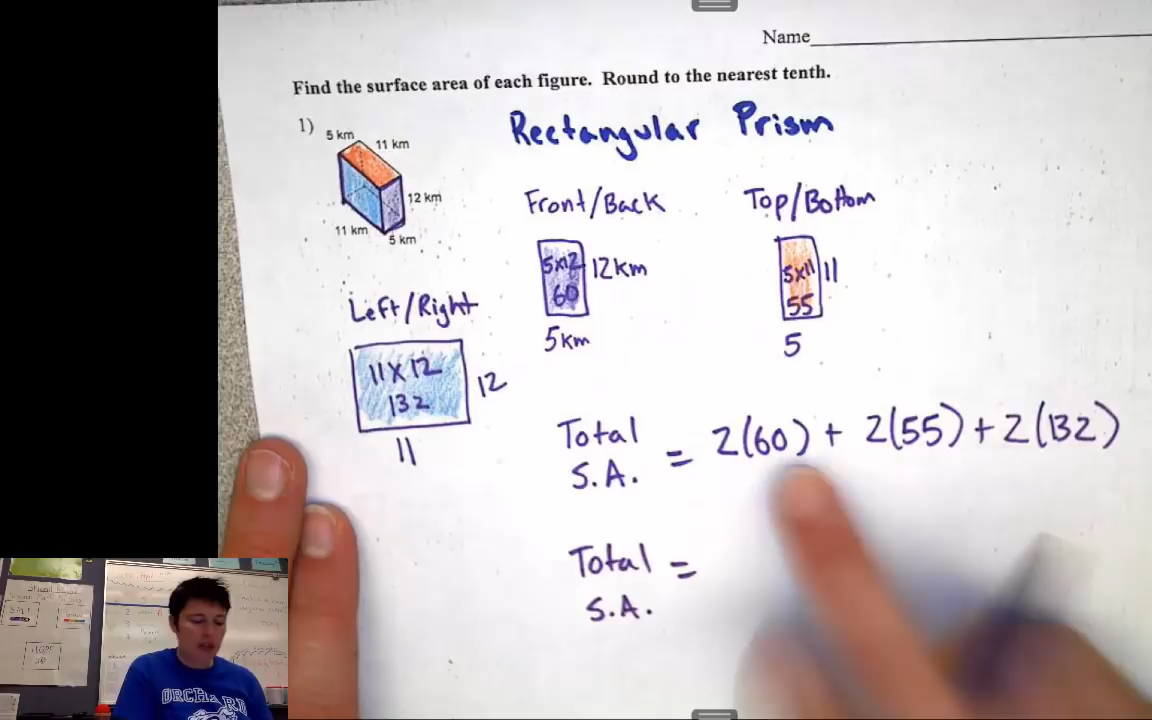 Name
Find the surface area of each figure. Round to the nearest tenth.
1)
5 km
11 km
12 km
11 km
5 km
Rectangular Prism
Front/Back
5x12
60
12km
5km
Top/Bottom
5x11
55
11
5
Left/Right
11X12
132
12
11
Total
S.A. = 2(60) + 2(55) + 2(132)
Total
S.A. =
ORCHARD